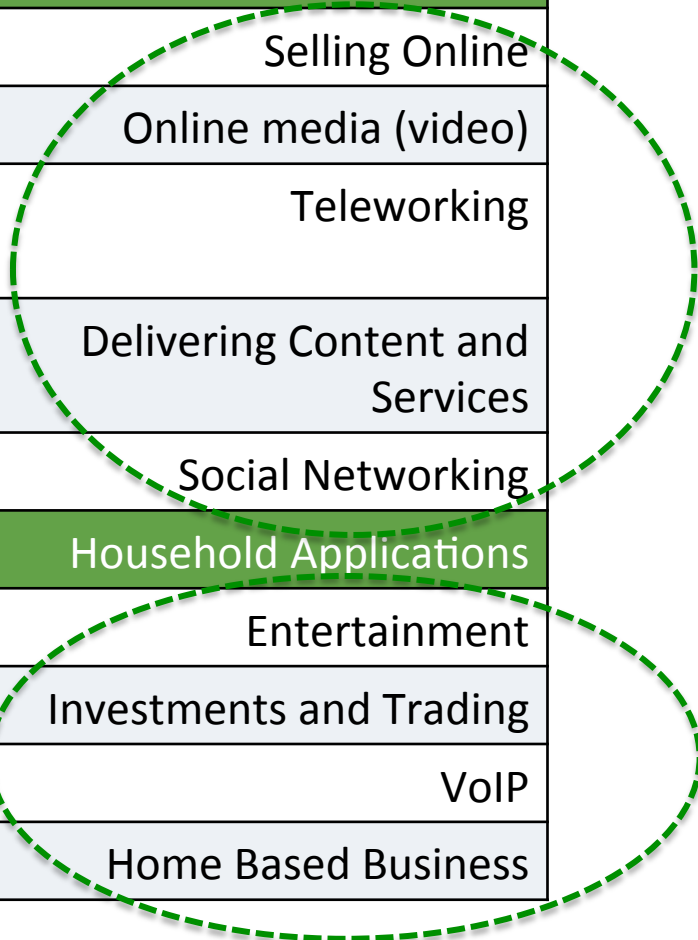 Selling Online
Online media (video)
Teleworking
Delivering Content and
Services
Social Networking
Household Applications
Entertainment
Investments and Trading
VoIP
Home Based Business